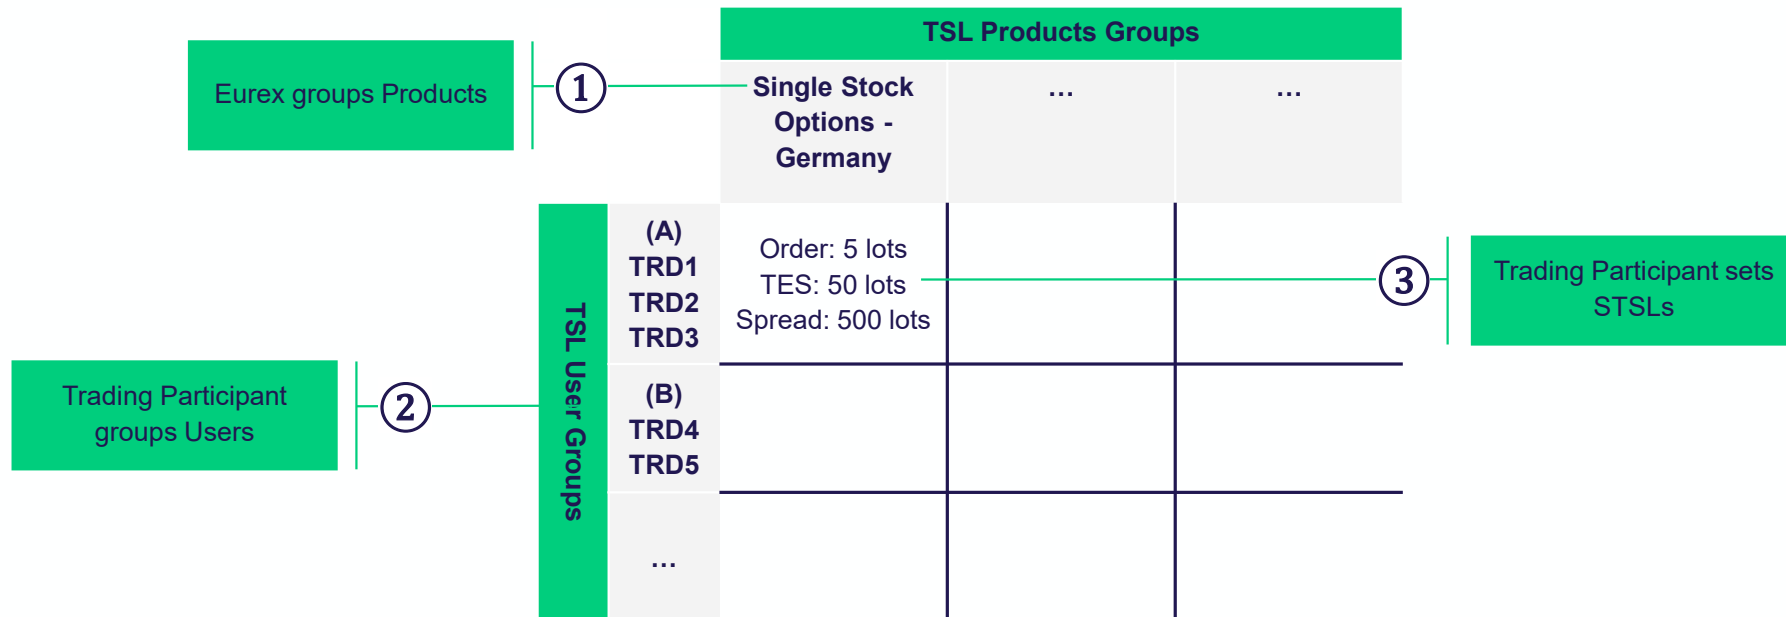 TSL Products Groups
Eurex groups Products
1
Single Stock
Options -
Germany
...
...
TSL User Groups
(A)
TRD1
TRD2
TRD3
Order: 5 lots
TES: 50 lots
Spread: 500 lots
3
Trading Participant sets
STSLs
Trading Participant
groups Users
2
(B)
TRD4
TRD5
...